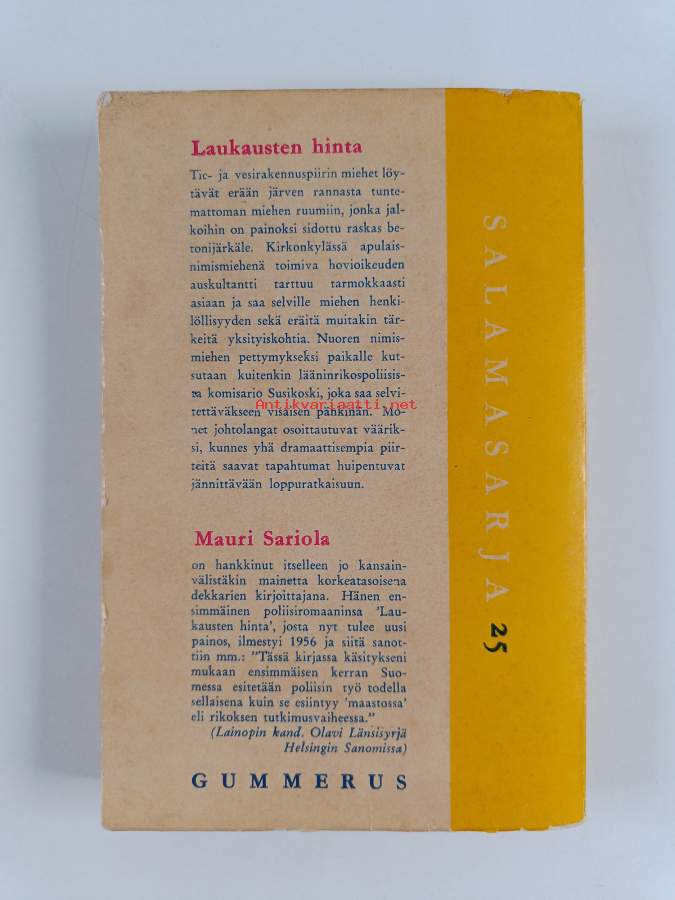 Laukausten hinta
Tie- ja vesirakennuspiirin miehet löy-
tävät erään järven rannasta tunte-
mattoman miehen ruumiin, jonka jal-
koihin on painoksi sidottu raskas be-
tonijärkäle. Kirkonkylässä apulais-
nimismiehenä toimiva hovioikeuden
auskultantti tarttuu tarmokkaasti
asiaan ja saa selville miehen henki-
löllisyyden sekä eräitä muitakin tär-
keitä yksityiskohtia. Nuoren nimis-
miehen pettymykseksi paikalle kut-
sutaan kuitenkin lääninrikospoliisis-
ta komisario Susikoski, joka saa selvi-
tettäväkseen visaisen pähkinän. Mo-
net johtolangat osoittautuvat väärik-
si, kunnes yhä dramaattisempia piir-
teitä saavat tapahtumat huipentuvat
jännittävään loppuratkaisuun.
Antikvariaatti.net
Mauri Sariola
on hankkinut itselleen jo kansain-
välistäkin mainetta korkeatasoisena
dekkarien kirjoittajana. Hänen en-
simmäinen poliisiromaaninsa 'Lau-
kausten hinta', josta nyt tulee uusi
painos, ilmestyi 1956 ja siitä sanot-
tiin mm.: "Tässä kirjassa käsitykseni
mukaan ensimmäisen kerran Suo-
messa esitetään poliisin työ todella
sellaisena kuin se esiintyy 'maastossa'
eli rikoksen tutkimusvaiheessa."
(Lainopin kand. Olavi Länsisyrjä
Helsingin Sanomissa)
GUMMERUS
SALAMASARJA 25